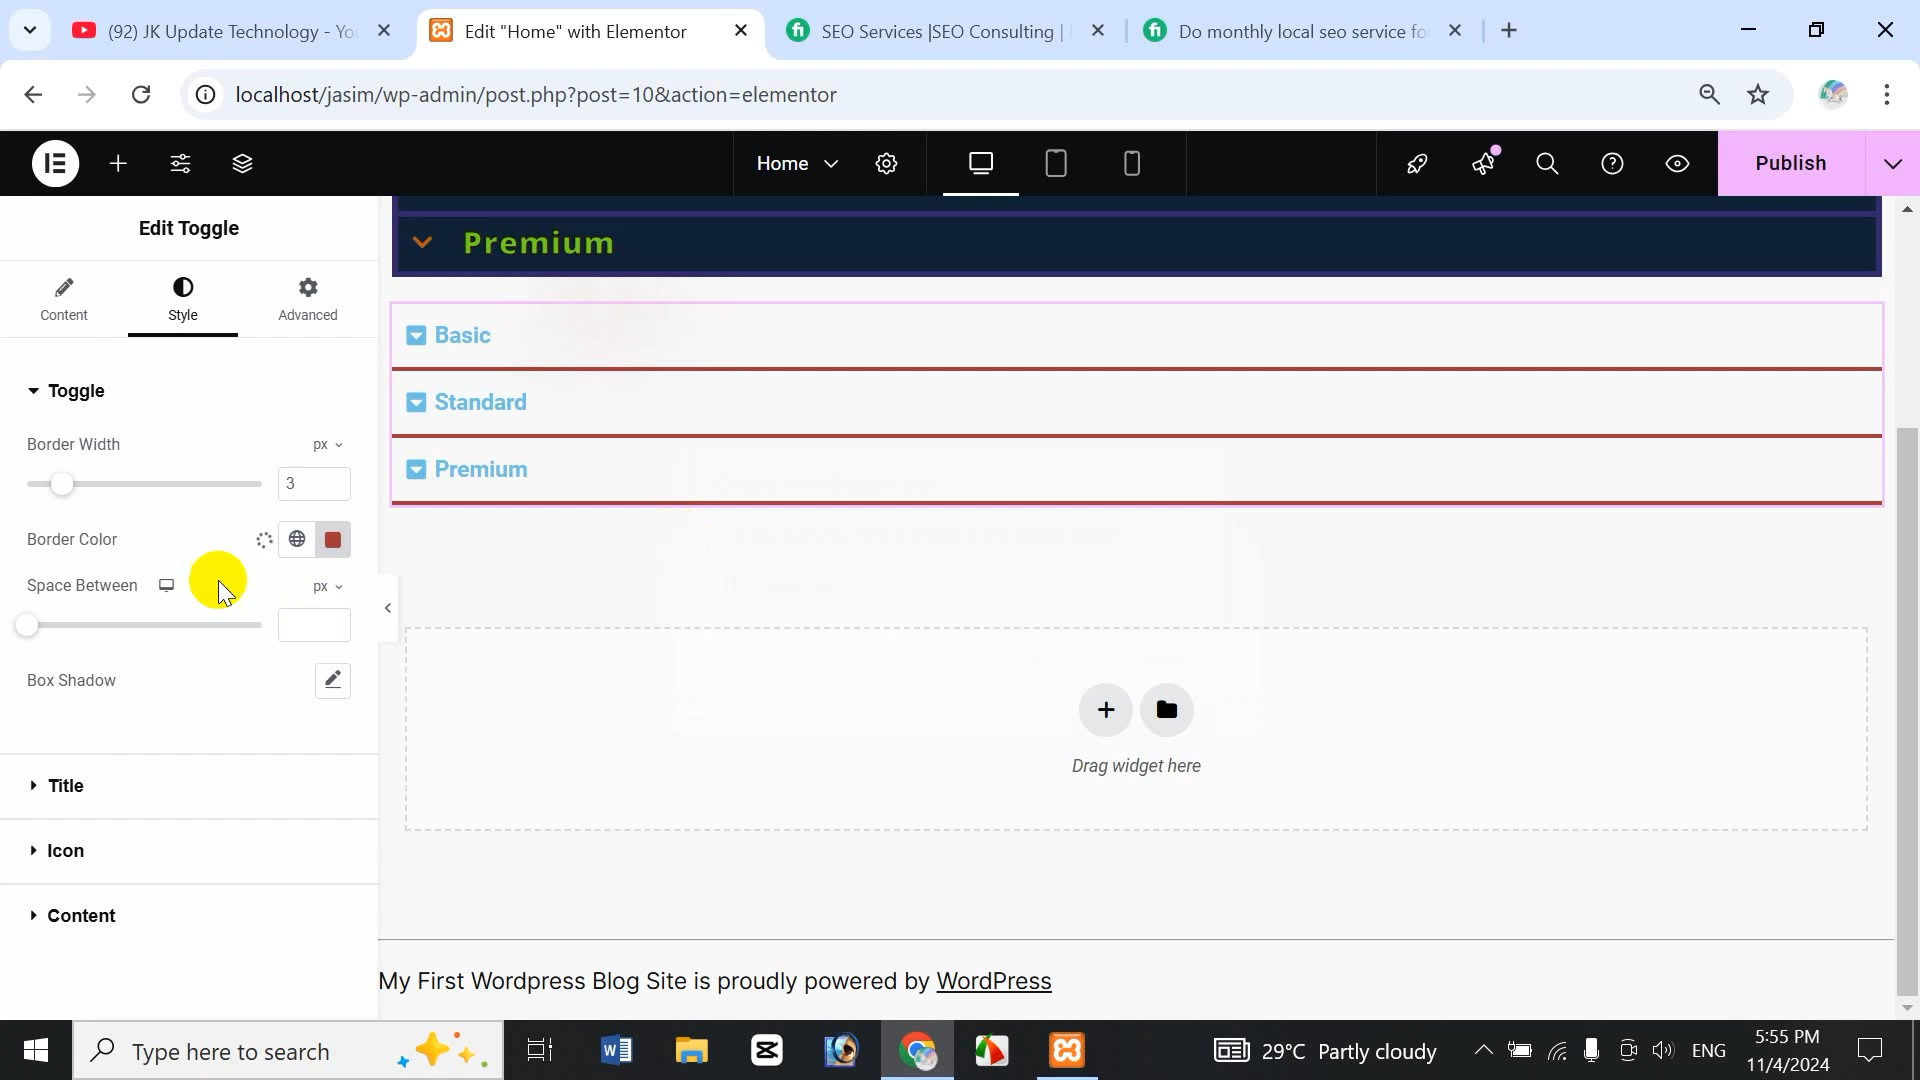 (92) JK Update Technology - Yo
Edit "Home" with Elementor
SEO Services |SEO Consulting |
Do monthly local seo service fo
localhost/jasim/wp-admin/post.php?post=10&action=elementor
Home
Publish
Edit Toggle
Content
Style
Advanced
Toggle
Border Width
px
3
Border Color
Space Between
px
Box Shadow
Title
Icon
Content
Premium
Basic
Standard
Premium
Drag widget here
My First Wordpress Blog Site is proudly powered by WordPress
Type here to search
29°C Partly cloudy
ENG
5:55 PM
11/4/2024